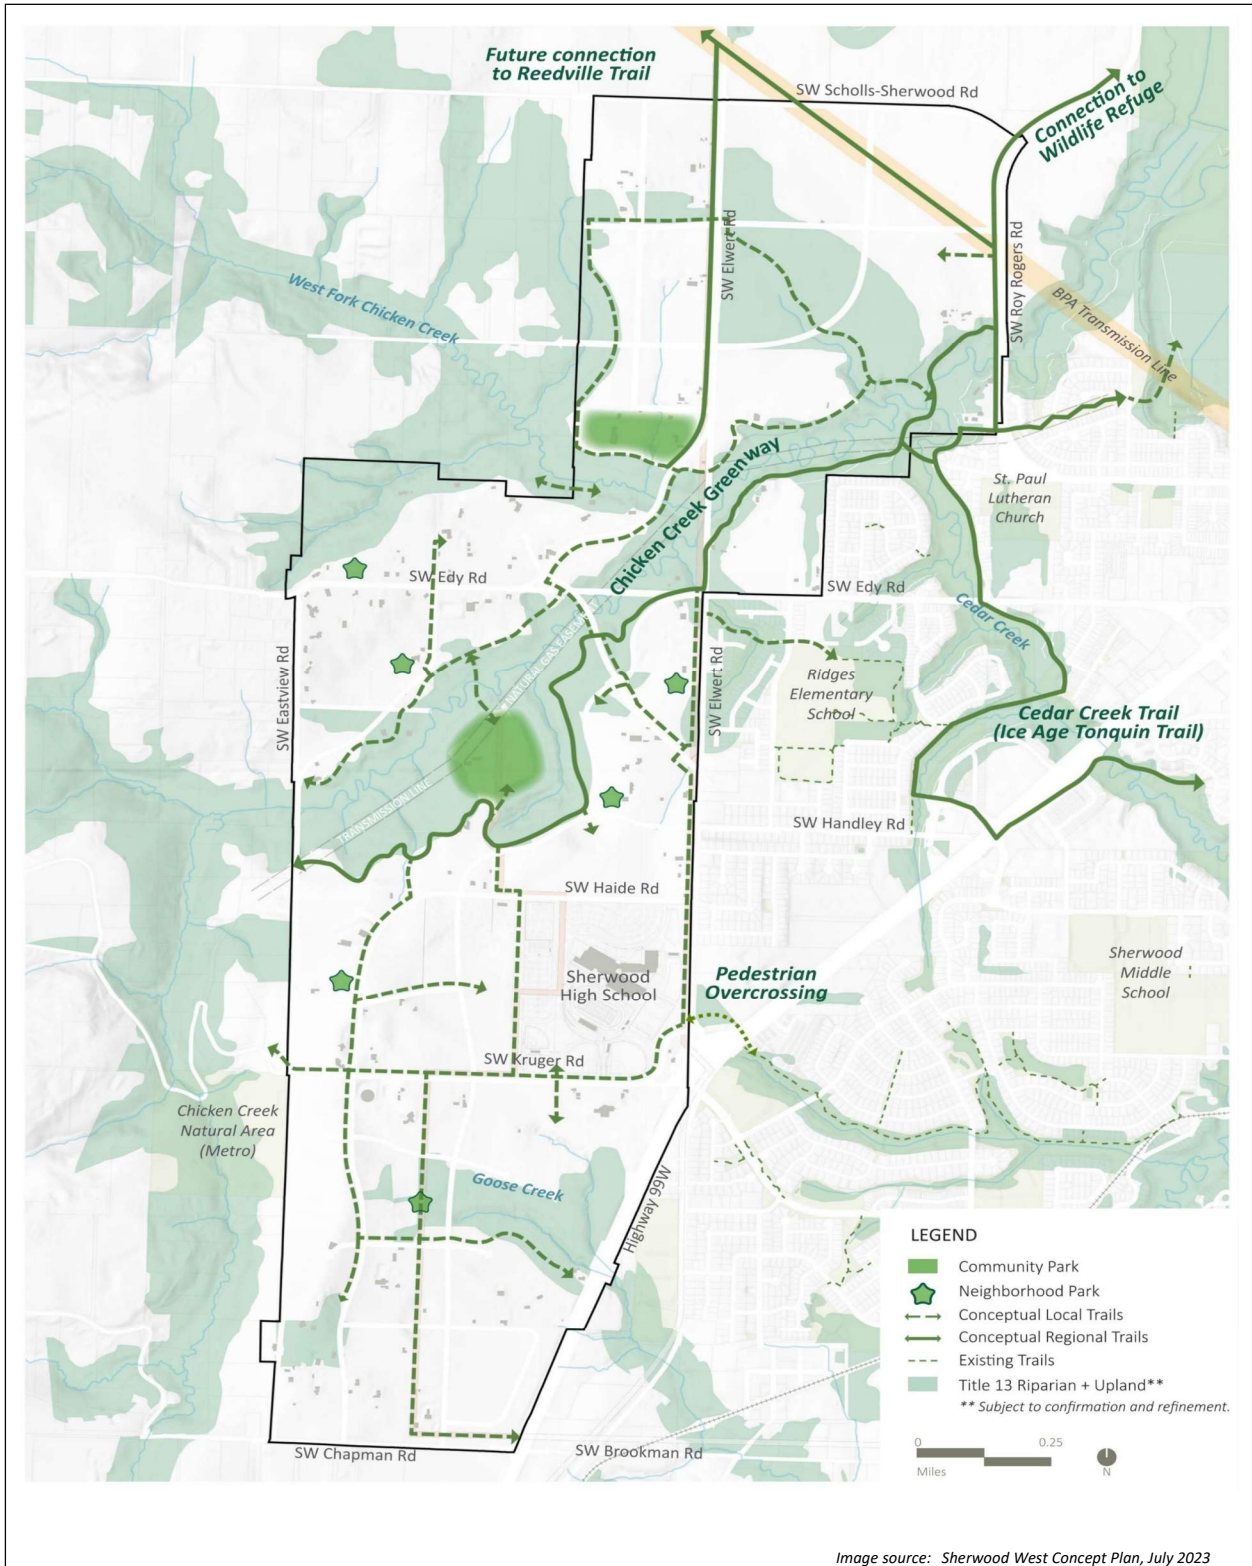 Future connection
to Reedville Trail
SW Scholls-Sherwood Rd
Connection to
Wildlife Refuge
SW Elwert Rd
SW Roy Rogers Rd
West Fork Chicken Creek
BPA Transmission Line
Chicken Creek Greenway
St. Paul
Lutheran
Church
SW Edy Rd
SW Edy Rd
Cedar Creek
NATURAL GAS EASEMENT
SW Eastview Rd
SW Elwert Rd
Ridges
Elementary
School
Cedar Creek Trail
(Ice Age Tonquin Trail)
TRANSMISSION LINE
SW Handley Rd
SW Haide Rd
Sherwood
High School
Pedestrian
Overcrossing
Sherwood
Middle
School
SW Kruger Rd
Chicken Creek
Natural Area
(Metro)
Goose Creek
Highway 99W
SW Chapman Rd
SW Brookman Rd
LEGEND
Community Park
Neighborhood Park
Conceptual Local Trails
Conceptual Regional Trails
Existing Trails
Title 13 Riparian + Upland**
** Subject to confirmation and refinement.
0 0.25
Miles
N
Image source: Sherwood West Concept Plan, July 2023